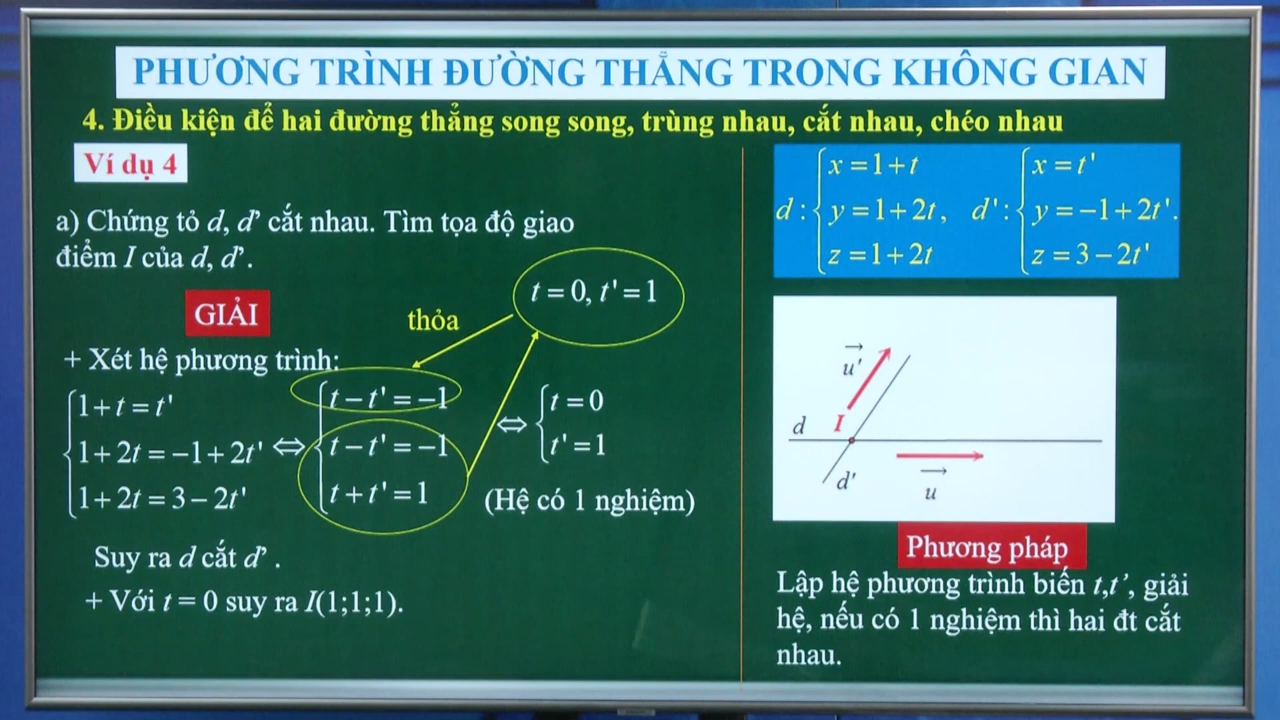 PHƯƠNG TRÌNH ĐƯỜNG THẲNG TRONG KHÔNG GIAN
4. Điều kiện để hai đường thẳng song song, trùng nhau, cắt nhau, chéo nhau
Ví dụ 4
a) Chứng tỏ d, d’ cắt nhau. Tìm tọa độ giao
điểm I của d, d’.
GIẢI
+ Xét hệ phương trình:
1+t=t'
1+2t=−1+2t'
1+2t=3−2t'
⇔
t−t'=−1
t−t'=−1
t+t'=1
thỏa
t=0, t'=1
⇔
t=0
t'=1
(Hệ có 1 nghiệm)
Suy ra d cắt d’ .
+ Với t = 0 suy ra I(1;1;1).
d:
x=1+t
y=1+2t,
z=1+2t
d':
x=t'
y=−1+2t'.
z=3−2t'
u'
d
I
d'
u
Phương pháp
Lập hệ phương trình biến t,t’, giải
hệ, nếu có 1 nghiệm thì hai đt cắt
nhau.